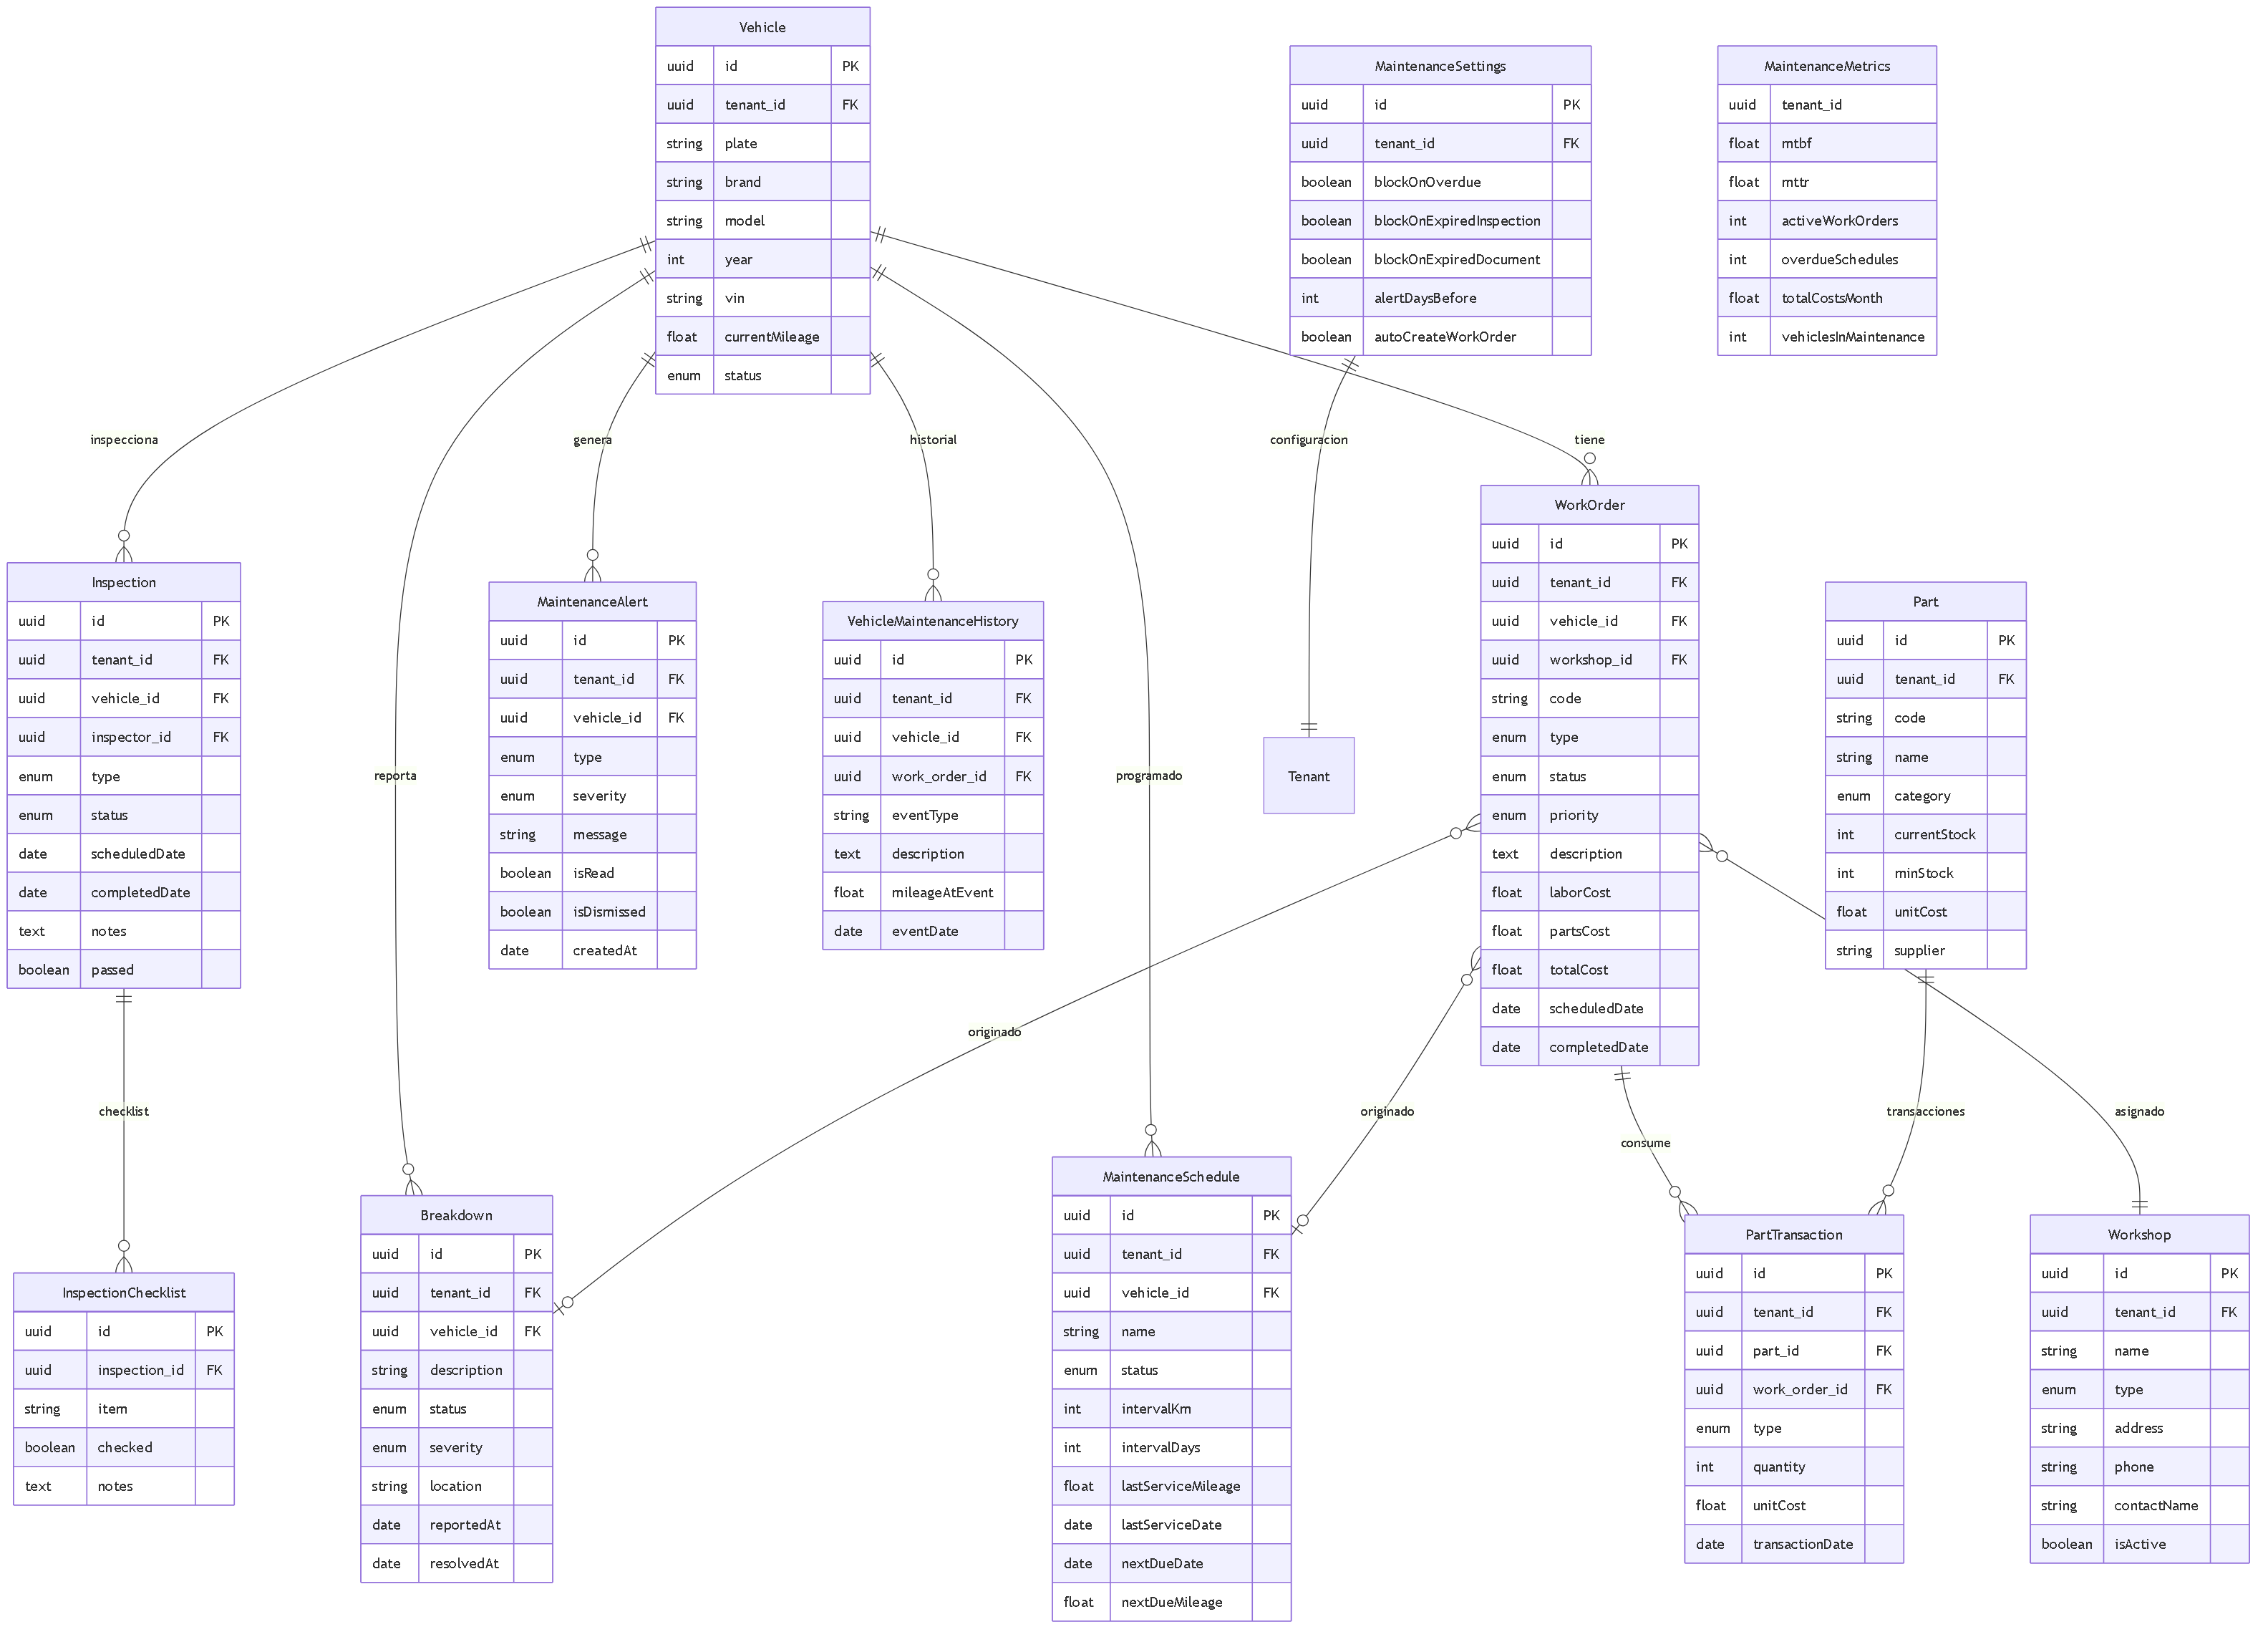 Vehicle
uuid id PK
uuid tenant_id FK
string plate
string brand
string model
int year
string vin
float currentMileage
enum status
MaintenanceSettings
uuid id PK
uuid tenant_id FK
boolean blockOnOverdue
boolean blockOnExpiredInspection
boolean blockOnExpiredDocument
int alertDaysBefore
boolean autoCreateWorkOrder
MaintenanceMetrics
uuid tenant_id
float mtbf
float mttr
int activeWorkOrders
int overdueSchedules
float totalCostsMonth
int vehiclesInMaintenance
inspecciona
genera
historial
configuracion
tiene
Inspection
uuid id PK
uuid tenant_id FK
uuid vehicle_id FK
uuid inspector_id FK
enum type
enum status
date scheduledDate
date completedDate
text notes
boolean passed
reporta
MaintenanceAlert
uuid id PK
uuid tenant_id FK
uuid vehicle_id FK
enum type
enum severity
string message
boolean isRead
boolean isDismissed
date createdAt
VehicleMaintenanceHistory
uuid id PK
uuid tenant_id FK
uuid vehicle_id FK
uuid work_order_id FK
string eventType
text description
float mileageAtEvent
date eventDate
programado
Tenant
WorkOrder
uuid id PK
uuid tenant_id FK
uuid vehicle_id FK
uuid workshop_id FK
string code
enum type
enum status
enum priority
text description
float laborCost
float partsCost
float totalCost
date scheduledDate
date completedDate
Part
uuid id PK
uuid tenant_id FK
string code
string name
enum category
int currentStock
int minStock
float unitCost
string supplier
originado
checklist
originado
consume
transacciones
asignado
InspectionChecklist
uuid id PK
uuid inspection_id FK
string item
boolean checked
text notes
Breakdown
uuid id PK
uuid tenant_id FK
uuid vehicle_id FK
string description
enum status
enum severity
string location
date reportedAt
date resolvedAt
MaintenanceSchedule
uuid id PK
uuid tenant_id FK
uuid vehicle_id FK
string name
enum status
int intervalKm
int intervalDays
float lastServiceMileage
date lastServiceDate
date nextDueDate
float nextDueMileage
PartTransaction
uuid id PK
uuid tenant_id FK
uuid part_id FK
uuid work_order_id FK
enum type
int quantity
float unitCost
date transactionDate
Workshop
uuid id PK
uuid tenant_id FK
string name
enum type
string address
string phone
string contactName
boolean isActive